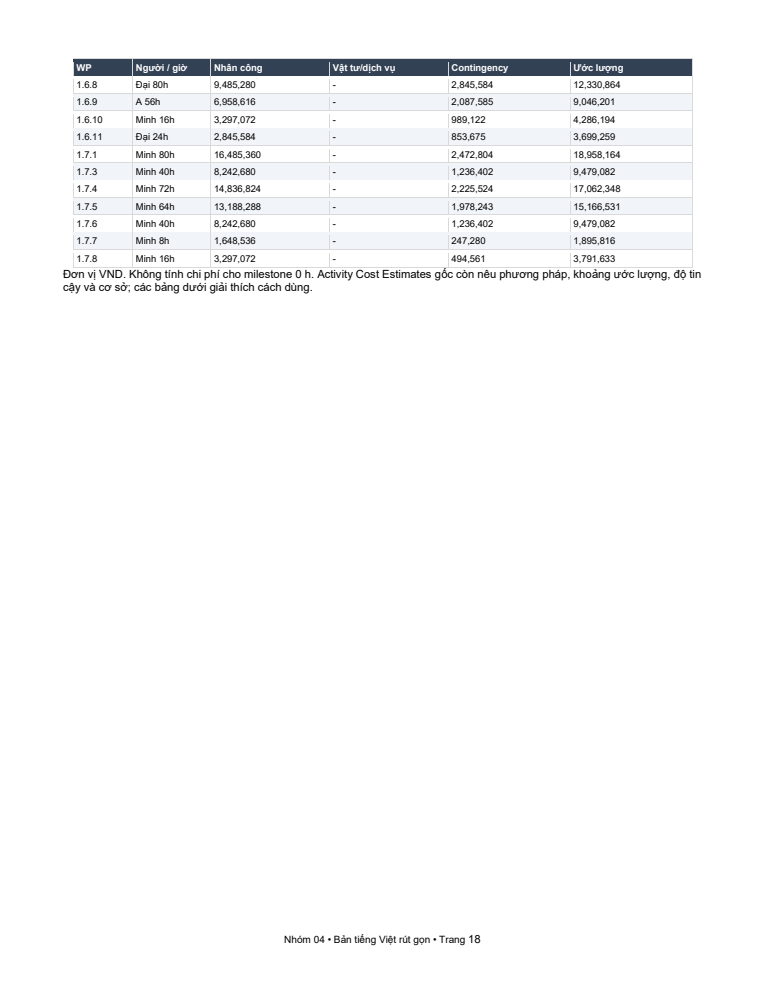 WP Người / giờ Nhân công Vật tư/dịch vụ Contingency Ước lượng
1.6.8 Đại 80h 9,485,280 - 2,845,584 12,330,864
1.6.9 A 56h 6,958,616 - 2,087,585 9,046,201
1.6.10 Minh 16h 3,297,072 - 989,122 4,286,194
1.6.11 Đại 24h 2,845,584 - 853,675 3,699,259
1.7.1 Minh 80h 16,485,360 - 2,472,804 18,958,164
1.7.3 Minh 40h 8,242,680 - 1,236,402 9,479,082
1.7.4 Minh 72h 14,836,824 - 2,225,524 17,062,348
1.7.5 Minh 64h 13,188,288 - 1,978,243 15,166,531
1.7.6 Minh 40h 8,242,680 - 1,236,402 9,479,082
1.7.7 Minh 8h 1,648,536 - 247,280 1,895,816
1.7.8 Minh 16h 3,297,072 - 494,561 3,791,633
Đơn vị VND. Không tính chi phí cho milestone 0 h. Activity Cost Estimates gốc còn nêu phương pháp, khoảng ước lượng, độ tin
cậy và cơ sở; các bảng dưới giải thích cách dùng.
Nhóm 04 • Bản tiếng Việt rút gọn • Trang 18